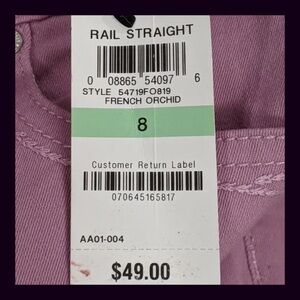 RAIL STRAIGHT
0 08865 54097 6
STYLE 54719FO819
FRENCH ORCHID
8
Customer Return Label
070645165817
AA01-004
$49.00